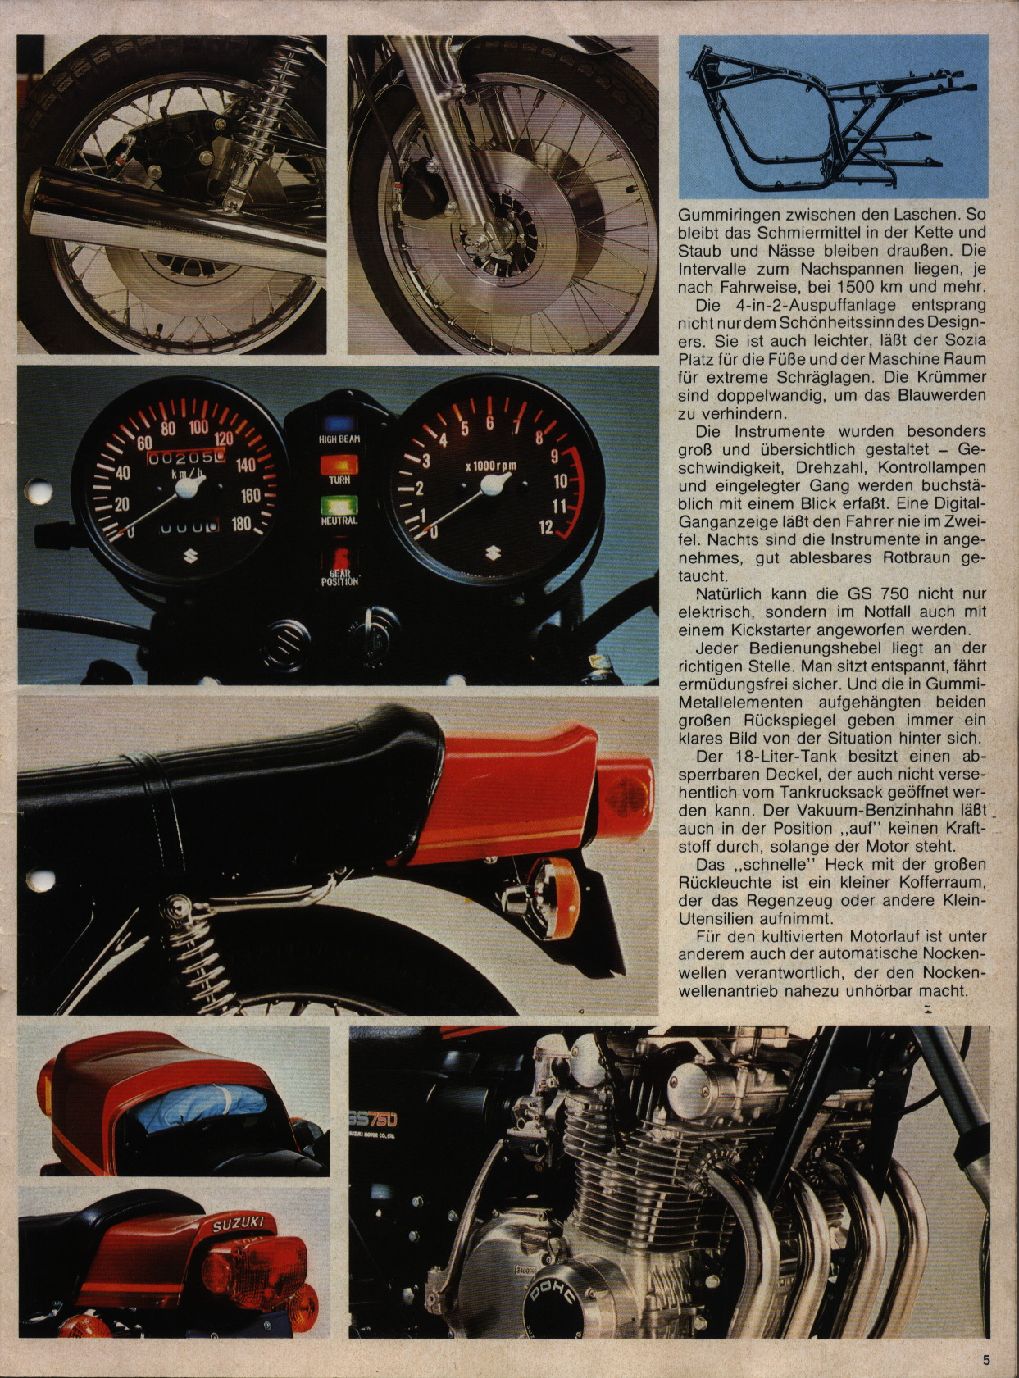 Gummiringen zwischen den Laschen. So
bleibt das Schmiermittel in der Kette und
Staub und Nässe bleiben draußen. Die
Intervalle zum Nachspannen liegen, je
nach Fahrweise, bei 1500 km und mehr.
Die 4-in-2-Auspuffanlage entsprang
nicht nur dem Schönheitssinn des Design-
ers. Sie ist auch leichter, läßt der Sozia
Platz für die Füße und der Maschine Raum
für extreme Schräglagen. Die Krümmer
sind doppelwandig, um das Blauwerden
zu verhindern.
Die Instrumente wurden besonders
groß und übersichtlich gestaltet – Ge-
schwindigkeit, Drehzahl, Kontrollampen
und eingelegter Gang werden buchstä-
blich mit einem Blick erfaßt. Eine Digital-
Ganganzeige läßt den Fahrer nie im Zwei-
fel. Nachts sind die Instrumente in ange-
nehmes, gut ablesbares Rotbraun ge-
taucht.
Natürlich kann die GS 750 nicht nur
elektrisch, sondern im Notfall auch mit
einem Kickstarter angeworfen werden.
Jeder Bedienungshebel liegt an der
richtigen Stelle. Man sitzt entspannt, fährt
ermüdungsfrei sicher. Und die in Gummi-
Metallelementen aufgehängten beiden
großen Rückspiegel geben immer ein
klares Bild von der Situation hinter sich.
Der 18-Liter-Tank besitzt einen ab-
sperrbaren Deckel, der auch nicht verse-
hentlich vom Tankrucksack geöffnet wer-
den kann. Der Vakuum-Benzinhahn läßt
auch in der Position „auf" keinen Kraft-
stoff durch, solange der Motor steht.
Das „schnelle" Heck mit der großen
Rückleuchte ist ein kleiner Kofferraum,
der das Regenzeug oder andere Klein-
Utensilien aufnimmt.
Für den kultivierten Motorlauf ist unter
anderem auch der automatische Nocken-
wellen verantwortlich, der den Nocken-
wellenantrieb nahezu unhörbar macht.
0 20 40 60 80 100 120 140 160 180
00205
km/h
HIGH BEAM
TURN
NEUTRAL
GEAR
POSITION
0 1 2 3 4 5 6 7 8 9 10 11 12
x1000rpm
GS750
SUZUKI MOTOR CO., LTD.
DOHC
SUZUKI
5